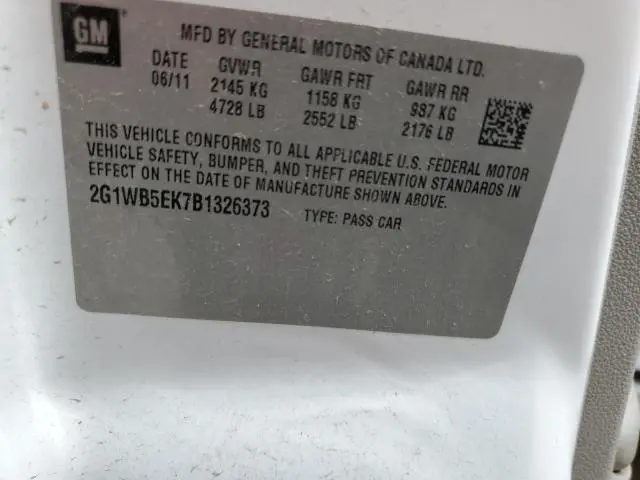 GM
MFD BY GENERAL MOTORS OF CANADA LTD.
DATE GVWR GAWR FRT GAWR RR
06/11 2145 KG 1158 KG 987 KG
4728 LB 2552 LB 2176 LB
THIS VEHICLE CONFORMS TO ALL APPLICABLE U.S. FEDERAL MOTOR
VEHICLE SAFETY, BUMPER, AND THEFT PREVENTION STANDARDS IN
EFFECT ON THE DATE OF MANUFACTURE SHOWN ABOVE.
2G1WB5EK7B1326373 TYPE: PASS CAR